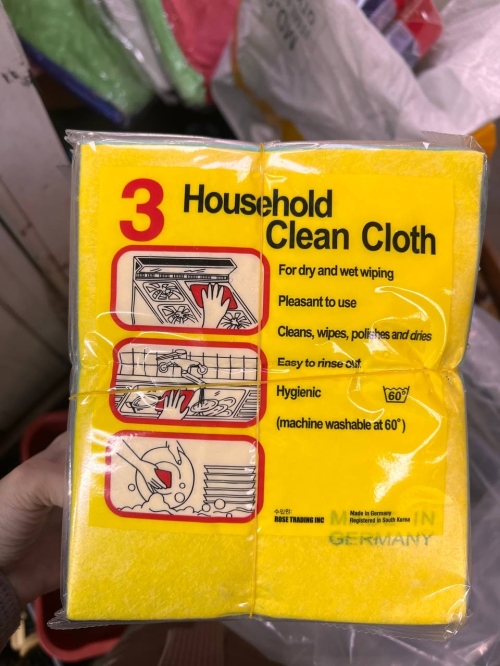 3
Household
Clean Cloth
For dry and wet wiping
Pleasant to use
Cleans, wipes, polishes and dries
Easy to rinse out
Hygienic
60°
(machine washable at 60°)
수입원:
ROSE TRADING INC
Made in Germany
Registered in South Korea
MADE IN
GERMANY